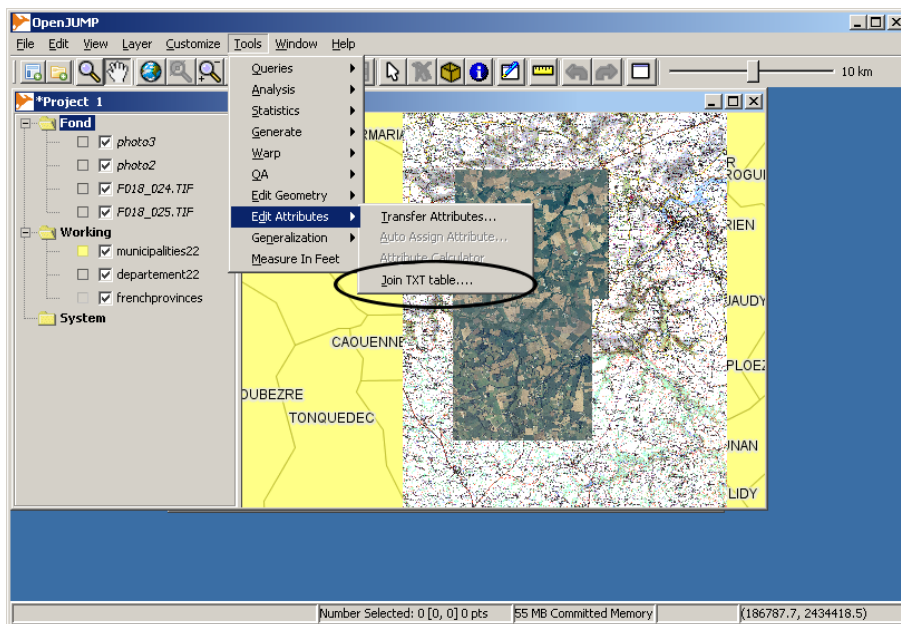 OpenJUMP
File Edit View Layer Customize Tools Window Help
10 km
*Project 1
Fond
photo3
photo2
F018_024.TIF
F018_025.TIF
Working
municipalities22
departement22
frenchprovinces
System
Queries
Analysis
Statistics
Generate
Warp
QA
Edit Geometry
Edit Attributes
Generalization
Measure In Feet
Transfer Attributes...
Auto Assign Attribute...
Attribute Calculator
Join TXT table....
RMARIA
R
ROGUI
RIEN
JAUDY
CAOUENNE
PLOEZ
OUBEZRE
TONQUEDEC
UNAN
LIDY
Number Selected: 0 [0, 0] 0 pts
55 MB Committed Memory
(186787.7, 2434418.5)